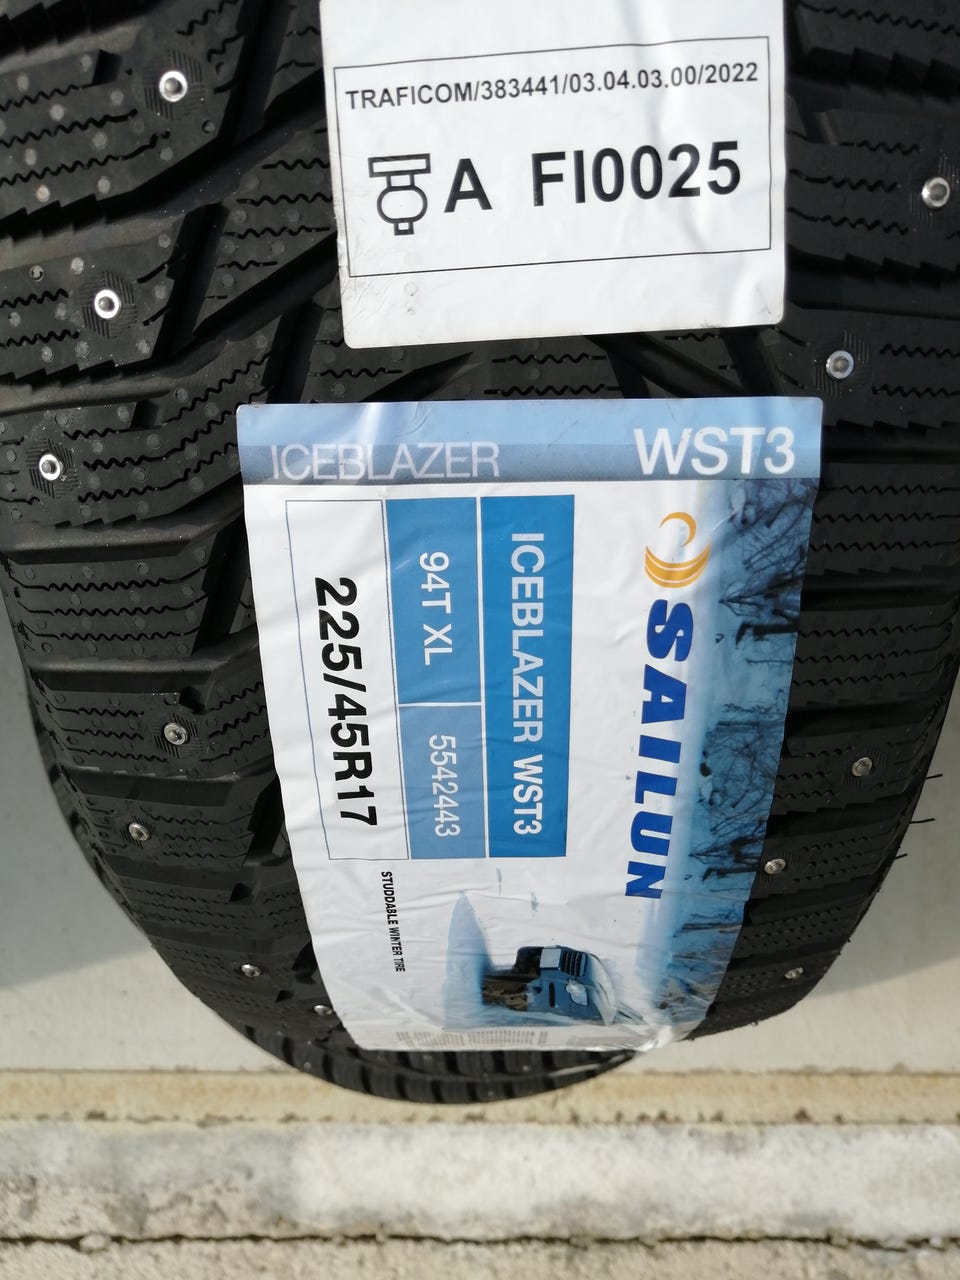 TRAFICOM/383441/03.04.03.00/2022
A FI0025
ICEBLAZER WST3
SAILUN
ICEBLAZER WST3
94T XL 5542443
225/45R17
STUDDABLE WINTER TIRE